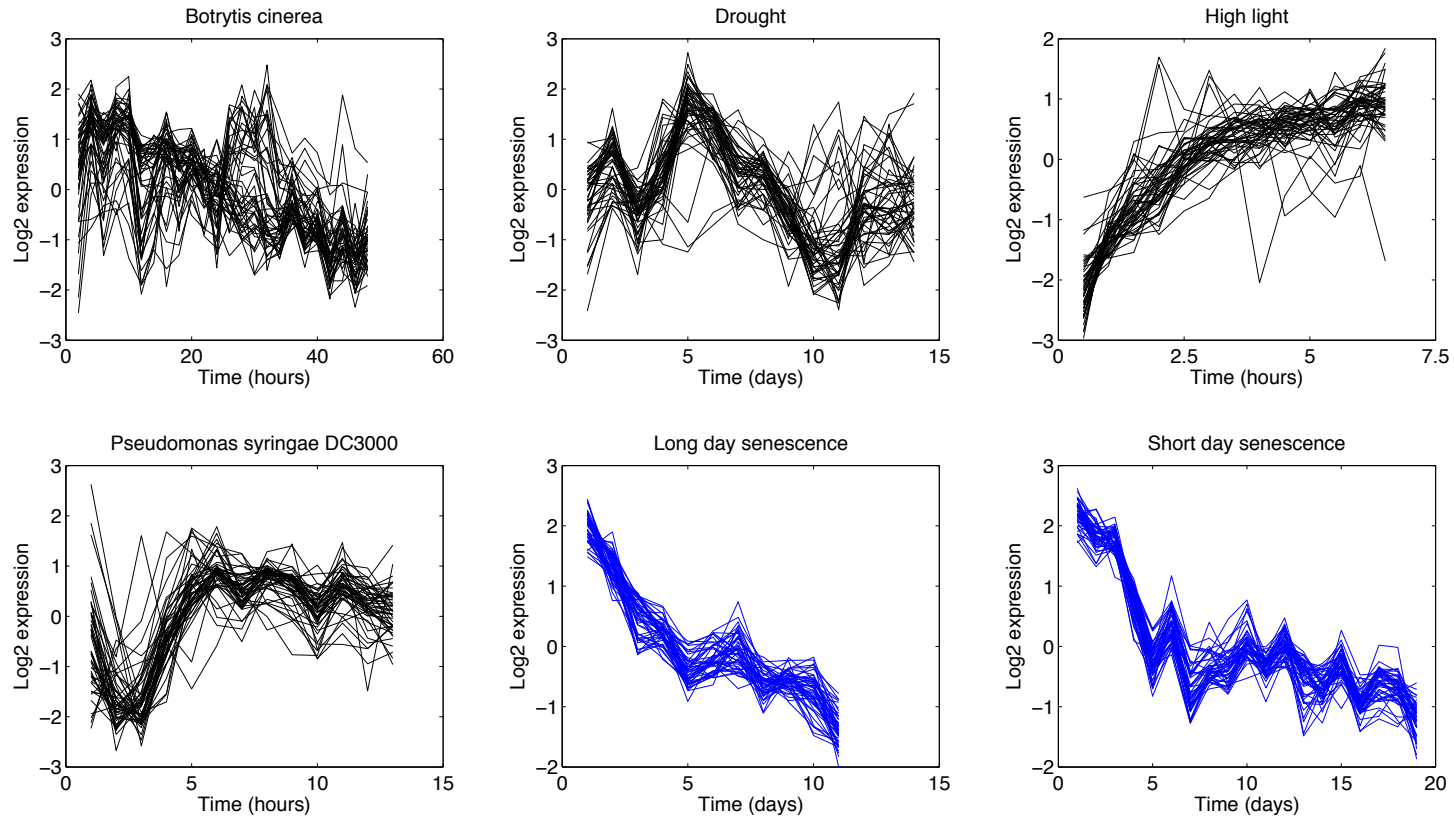 Botrytis cinerea
3
2
1
0
−1
−2
−3
Log2 expression
0 20 40 60
Time (hours)
Drought
3
2
1
0
−1
−2
−3
Log2 expression
0 5 10 15
Time (days)
High light
2
1
0
−1
−2
−3
Log2 expression
0 2.5 5 7.5
Time (hours)
Pseudomonas syringae DC3000
3
2
1
0
−1
−2
−3
Log2 expression
0 5 10 15
Time (hours)
Long day senescence
3
2
1
0
−1
−2
Log2 expression
0 5 10 15
Time (days)
Short day senescence
3
2
1
0
−1
−2
Log2 expression
0 5 10 15 20
Time (days)